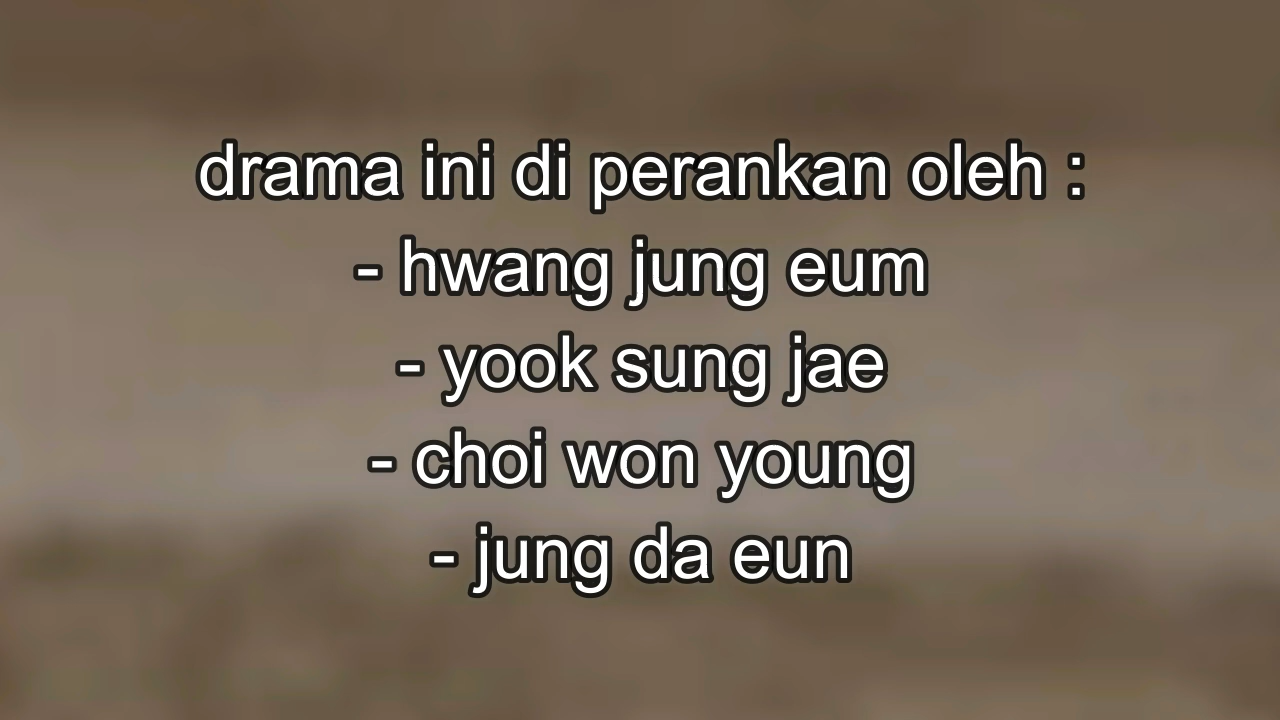 drama ini di perankan oleh :
- hwang jung eum
- yook sung jae
- choi won young
- jung da eun